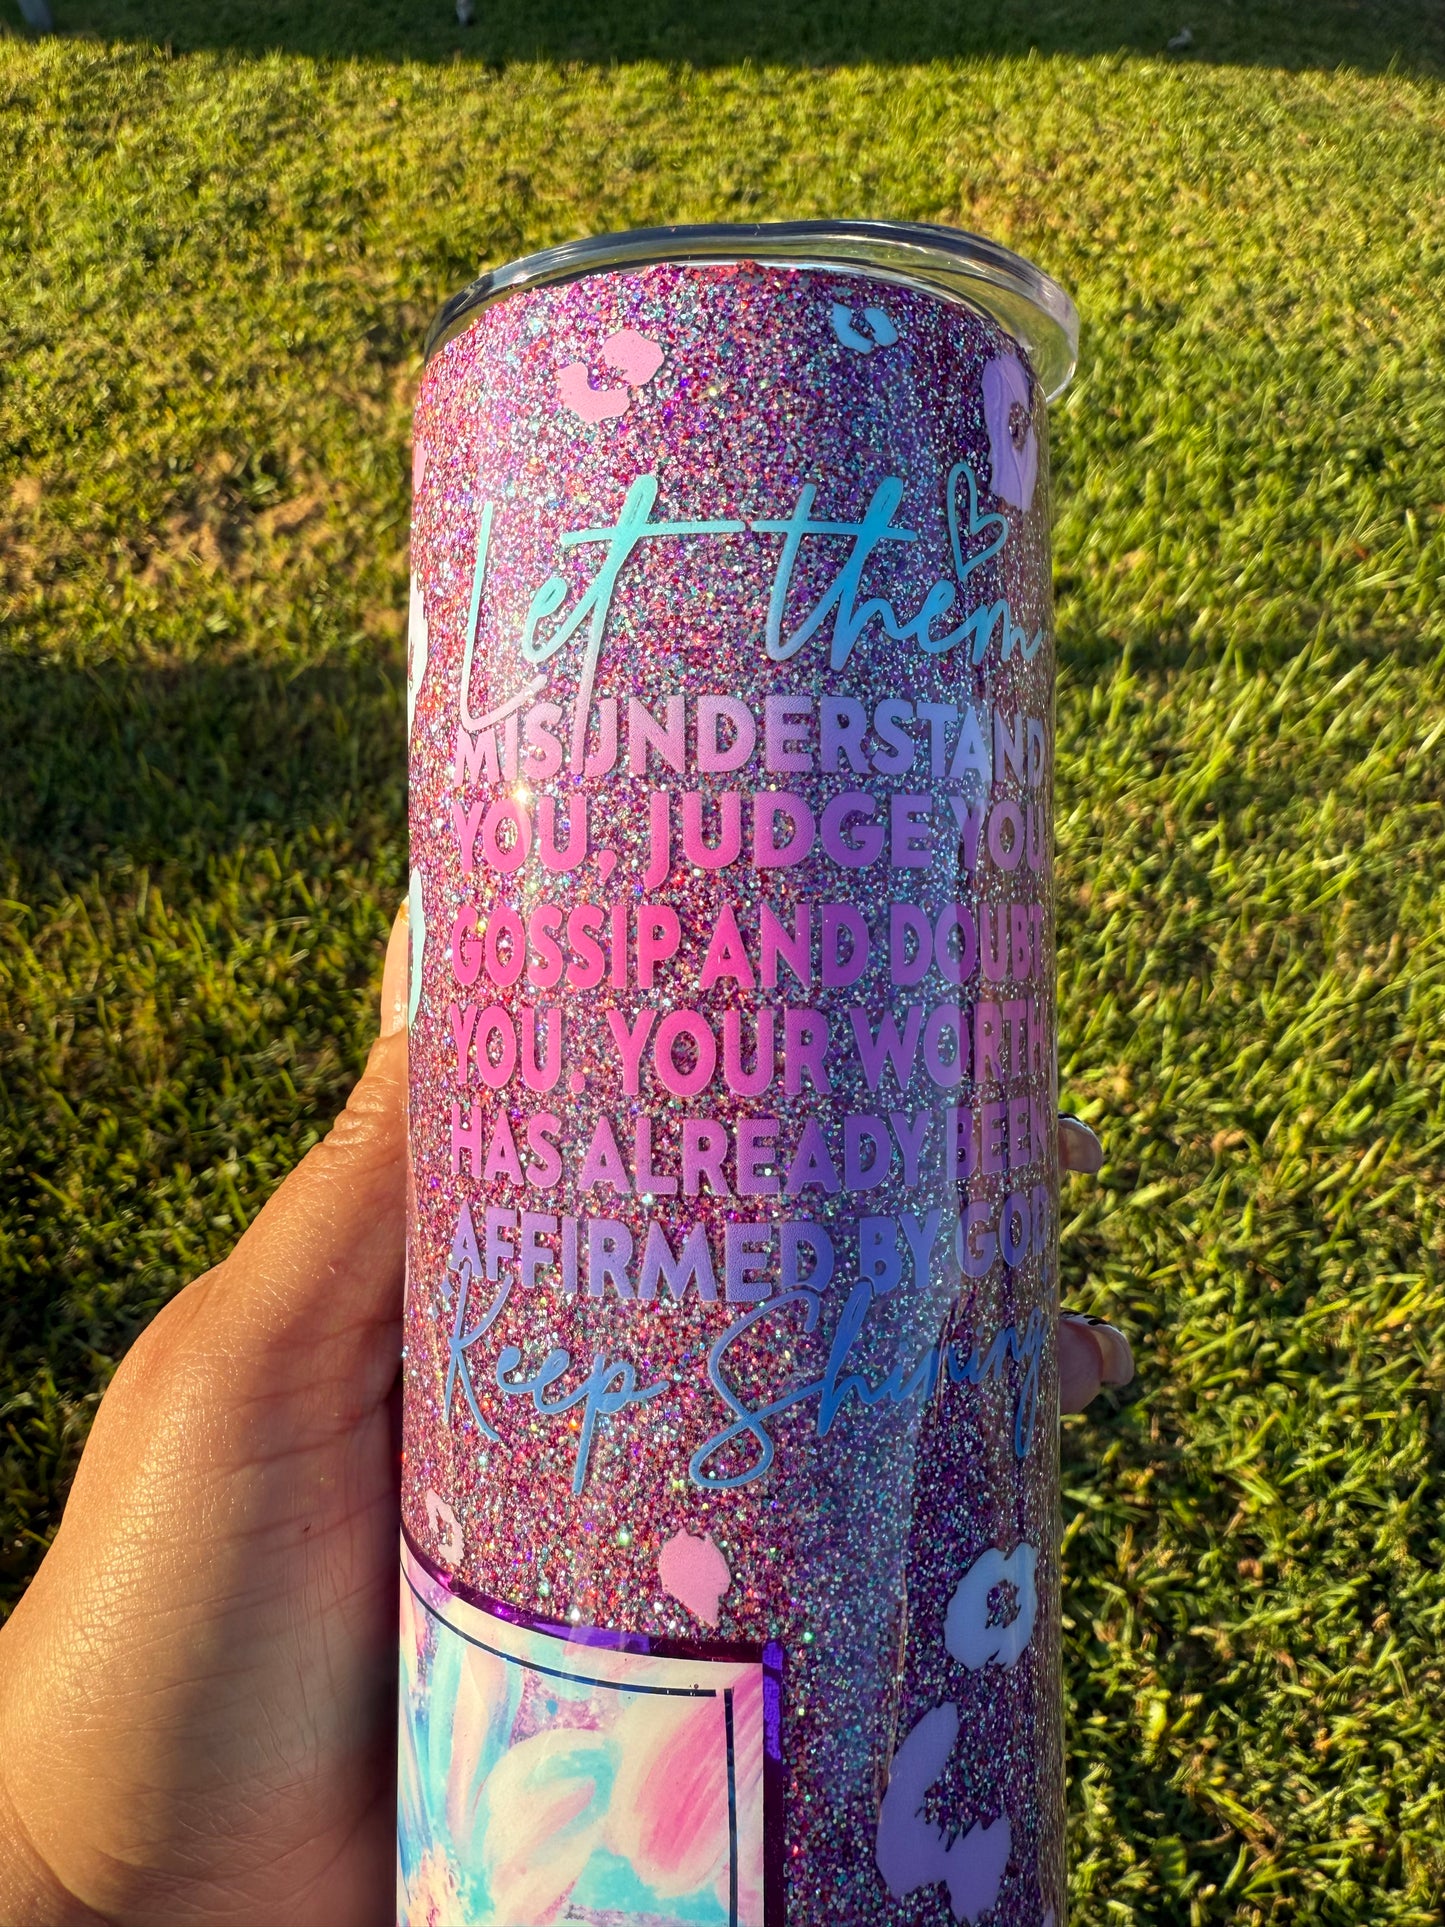 Let them
MISUNDERSTAND
YOU, JUDGE YOU,
GOSSIP AND DOUBT
YOU. YOUR WORTH
HAS ALREADY BEEN
AFFIRMED BY GOD,
Keep Shining